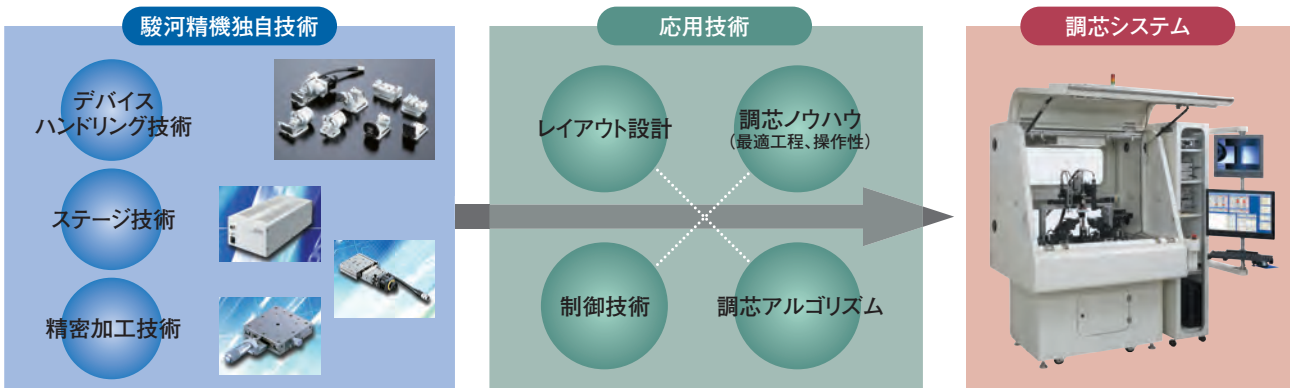 駿河精機独自技術
デバイス
ハンドリング技術
ステージ技術
精密加工技術
応用技術
レイアウト設計
調芯ノウハウ
（最適工程、操作性）
制御技術
調芯アルゴリズム
調芯システム